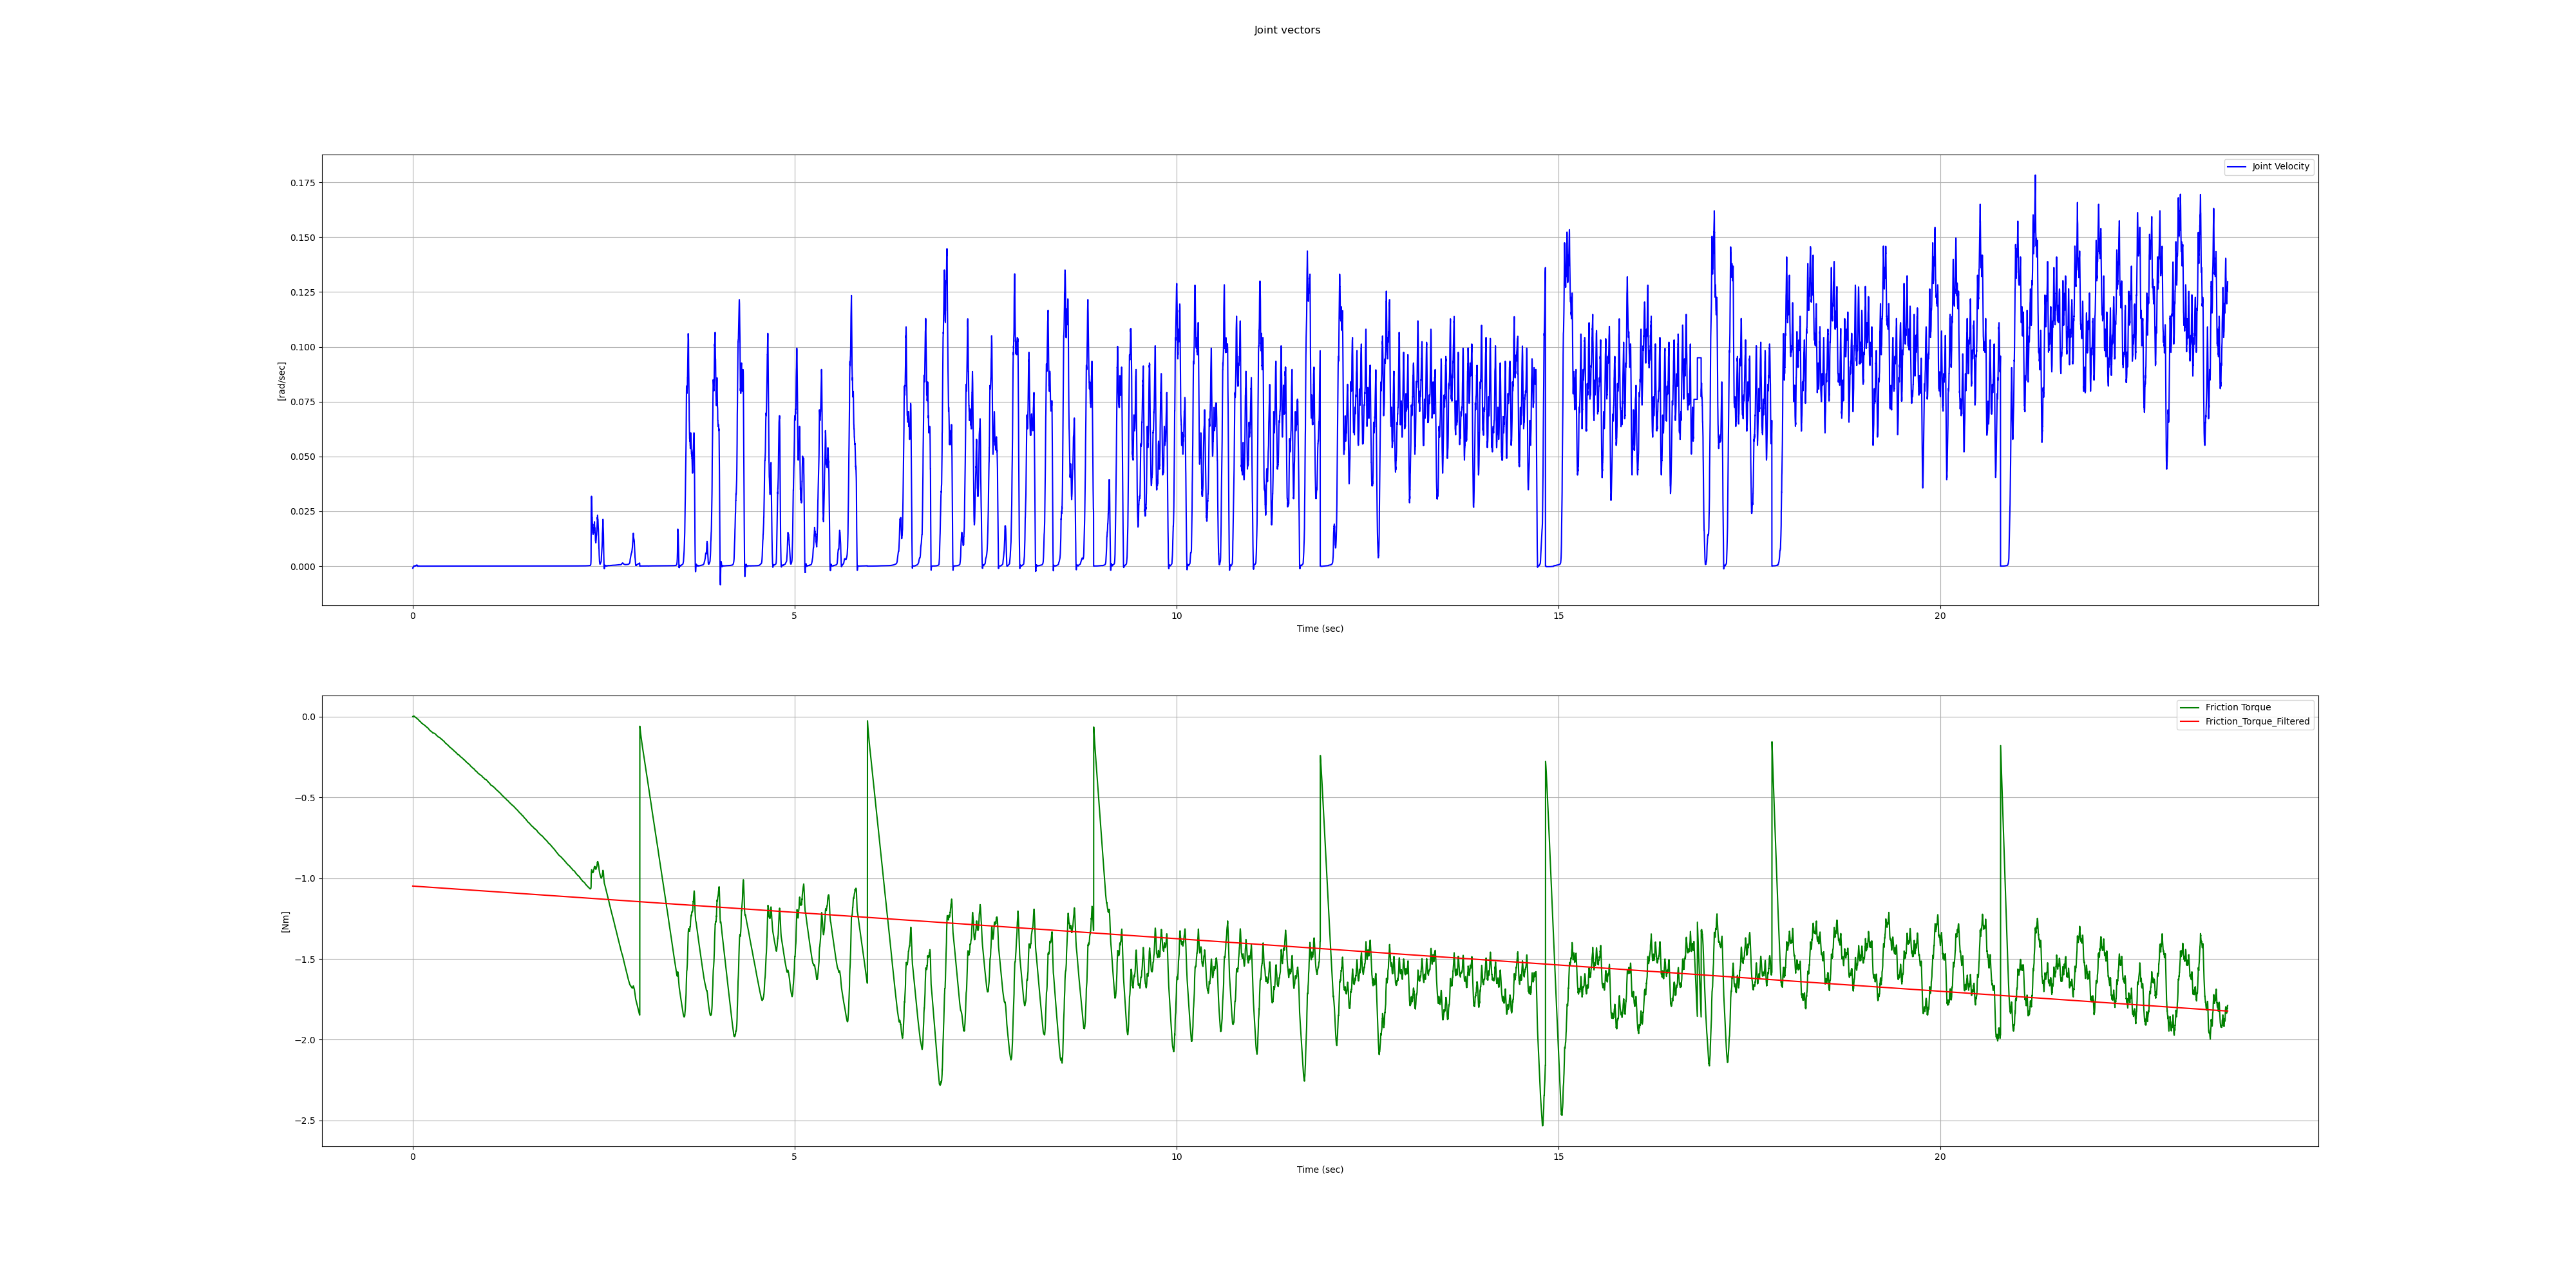 Joint vectors
Joint Velocity
0.175
0.150
0.125
0.100
0.075
0.050
0.025
0.000
[rad/sec]
0 5 10 15 20
Time (sec)
Friction Torque
Friction_Torque_Filtered
0.0
−0.5
−1.0
−1.5
−2.0
−2.5
[Nm]
0 5 10 15 20
Time (sec)